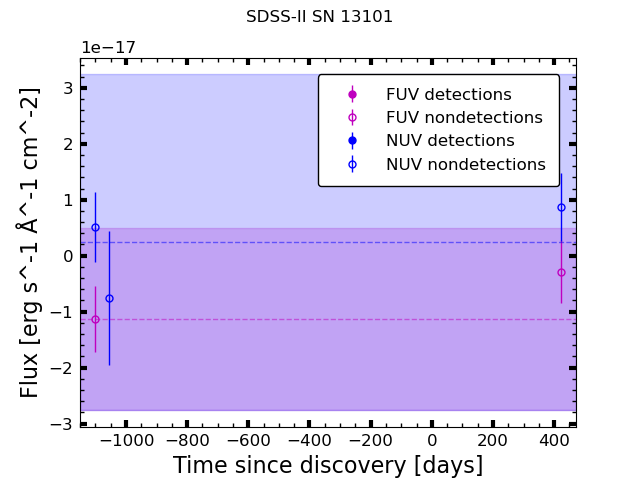 SDSS-II SN 13101
1e−17
FUV detections
FUV nondetections
NUV detections
NUV nondetections
3
2
1
0
−1
−2
−3
Flux [erg s^-1 Å^-1 cm^-2]
−1000 −800 −600 −400 −200 0 200 400
Time since discovery [days]